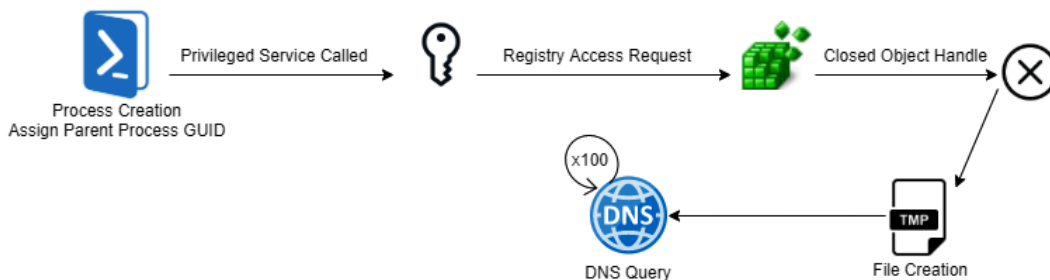 Privileged Service Called
Registry Access Request
Closed Object Handle
Process Creation
Assign Parent Process GUID
x100
DNS
TMP
DNS Query
File Creation